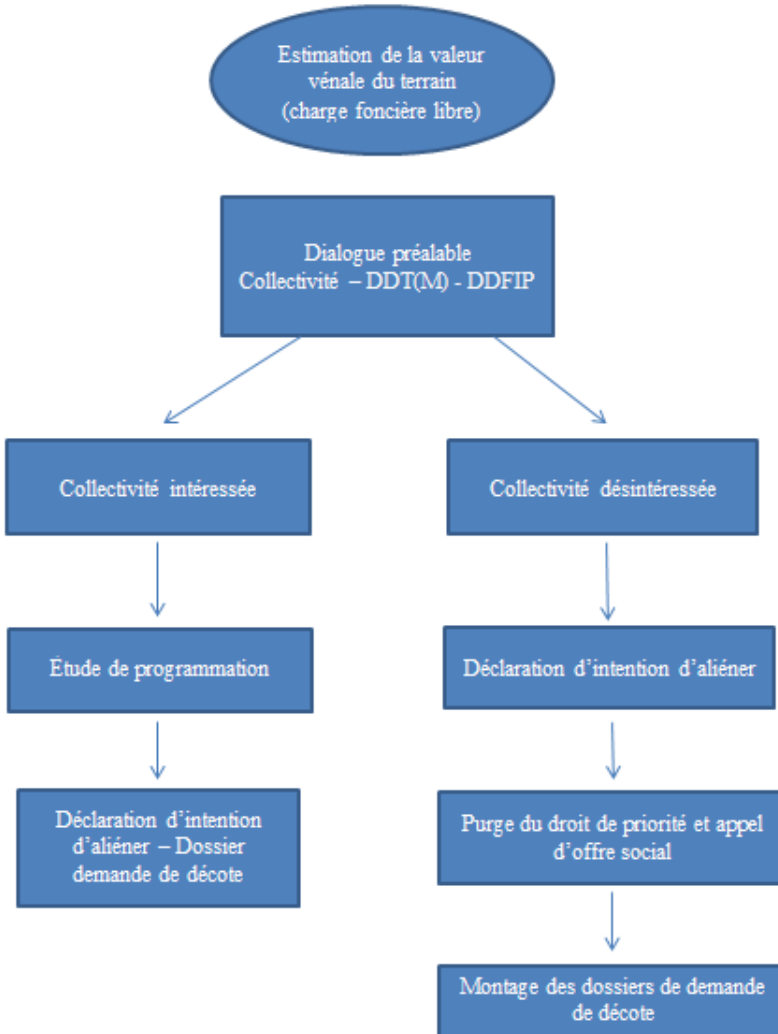 Estimation de la valeur
vénale du terrain
(charge foncière libre)
Dialogue préalable
Collectivité – DDT(M) - DDFIP
Collectivité intéressée
Collectivité désintéressée
Étude de programmation
Déclaration d'intention d'aliéner
Déclaration d'intention
d'aliéner – Dossier
demande de décote
Purge du droit de priorité et appel
d'offre social
Montage des dossiers de demande
de décote